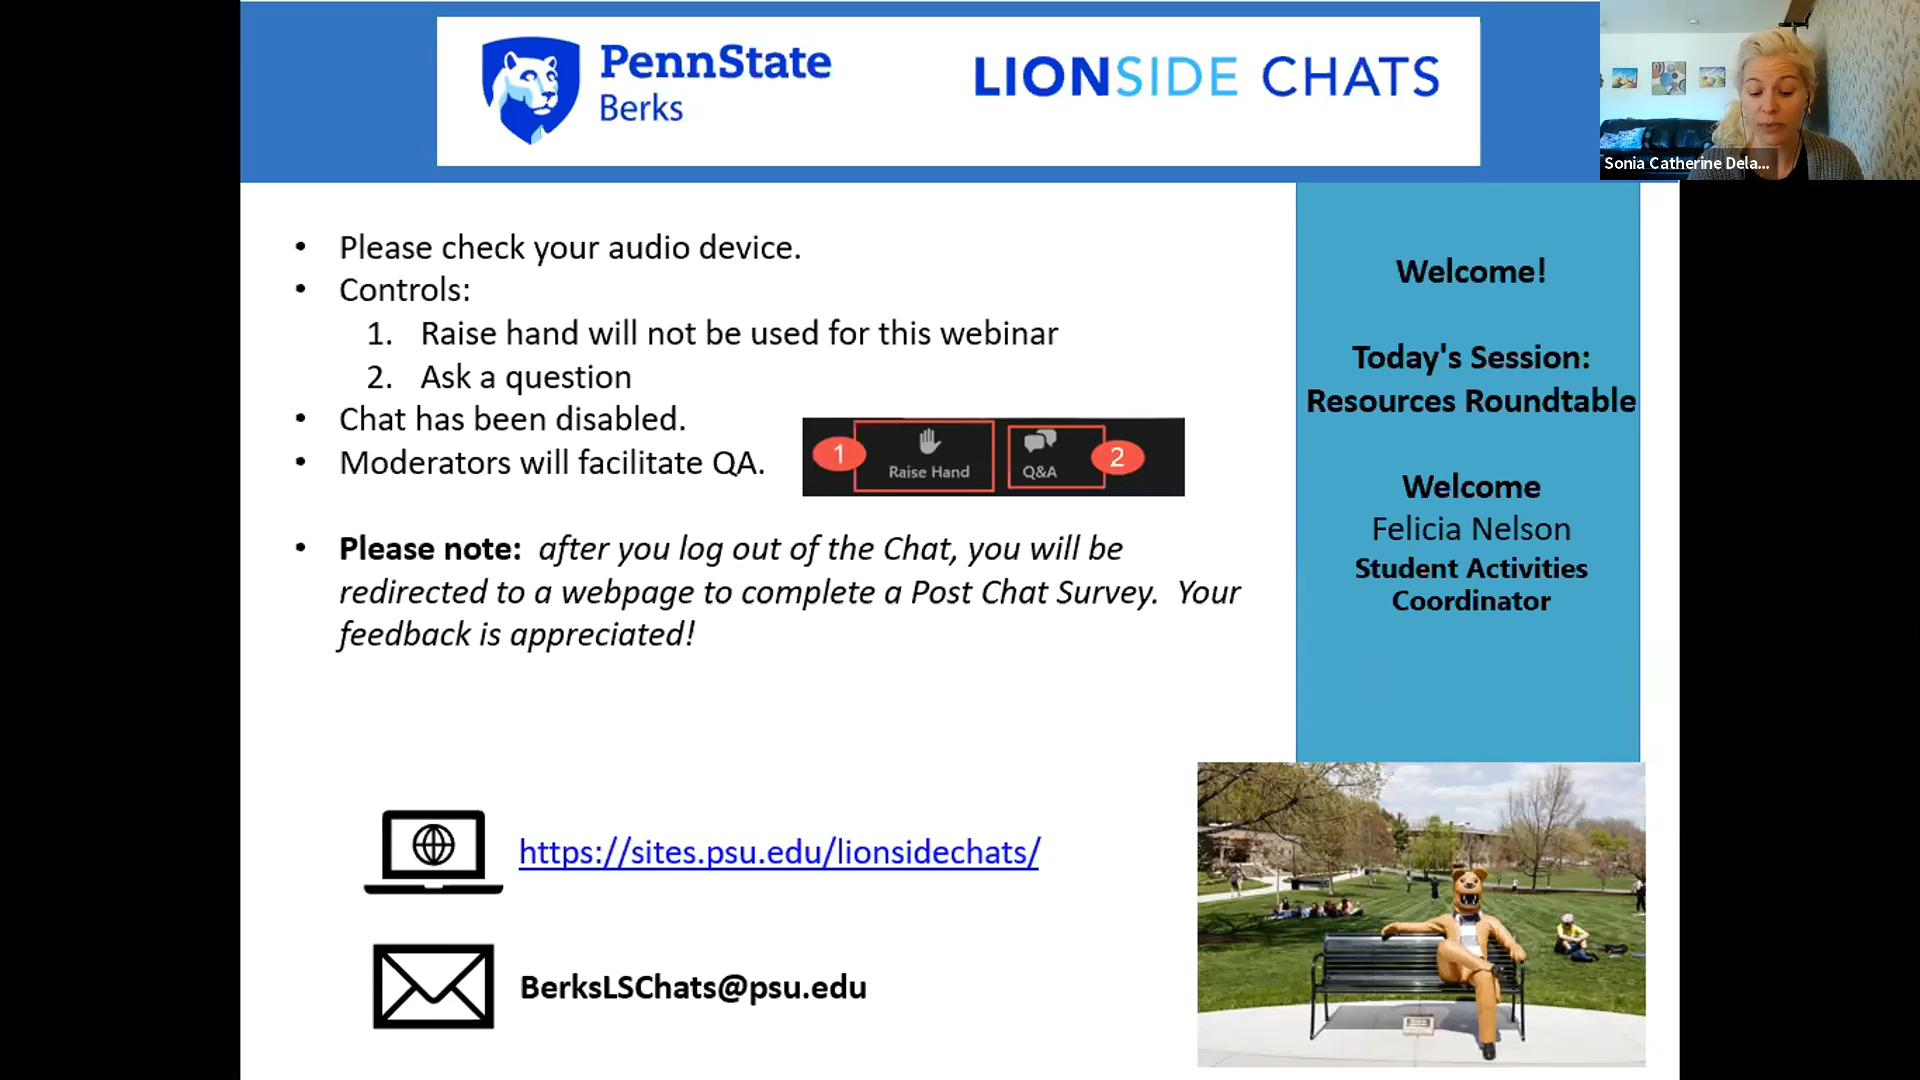 PennState
Berks
LIONSIDE CHATS
Sonia Catherine Dela...
• Please check your audio device.
• Controls:
1. Raise hand will not be used for this webinar
2. Ask a question
• Chat has been disabled.
• Moderators will facilitate QA.
1
Raise Hand
Q&A
2
• Please note: after you log out of the Chat, you will be
redirected to a webpage to complete a Post Chat Survey. Your
feedback is appreciated!
https://sites.psu.edu/lionsidechats/
BerksLSChats@psu.edu
Welcome!
Today's Session:
Resources Roundtable
Welcome
Felicia Nelson
Student Activities
Coordinator